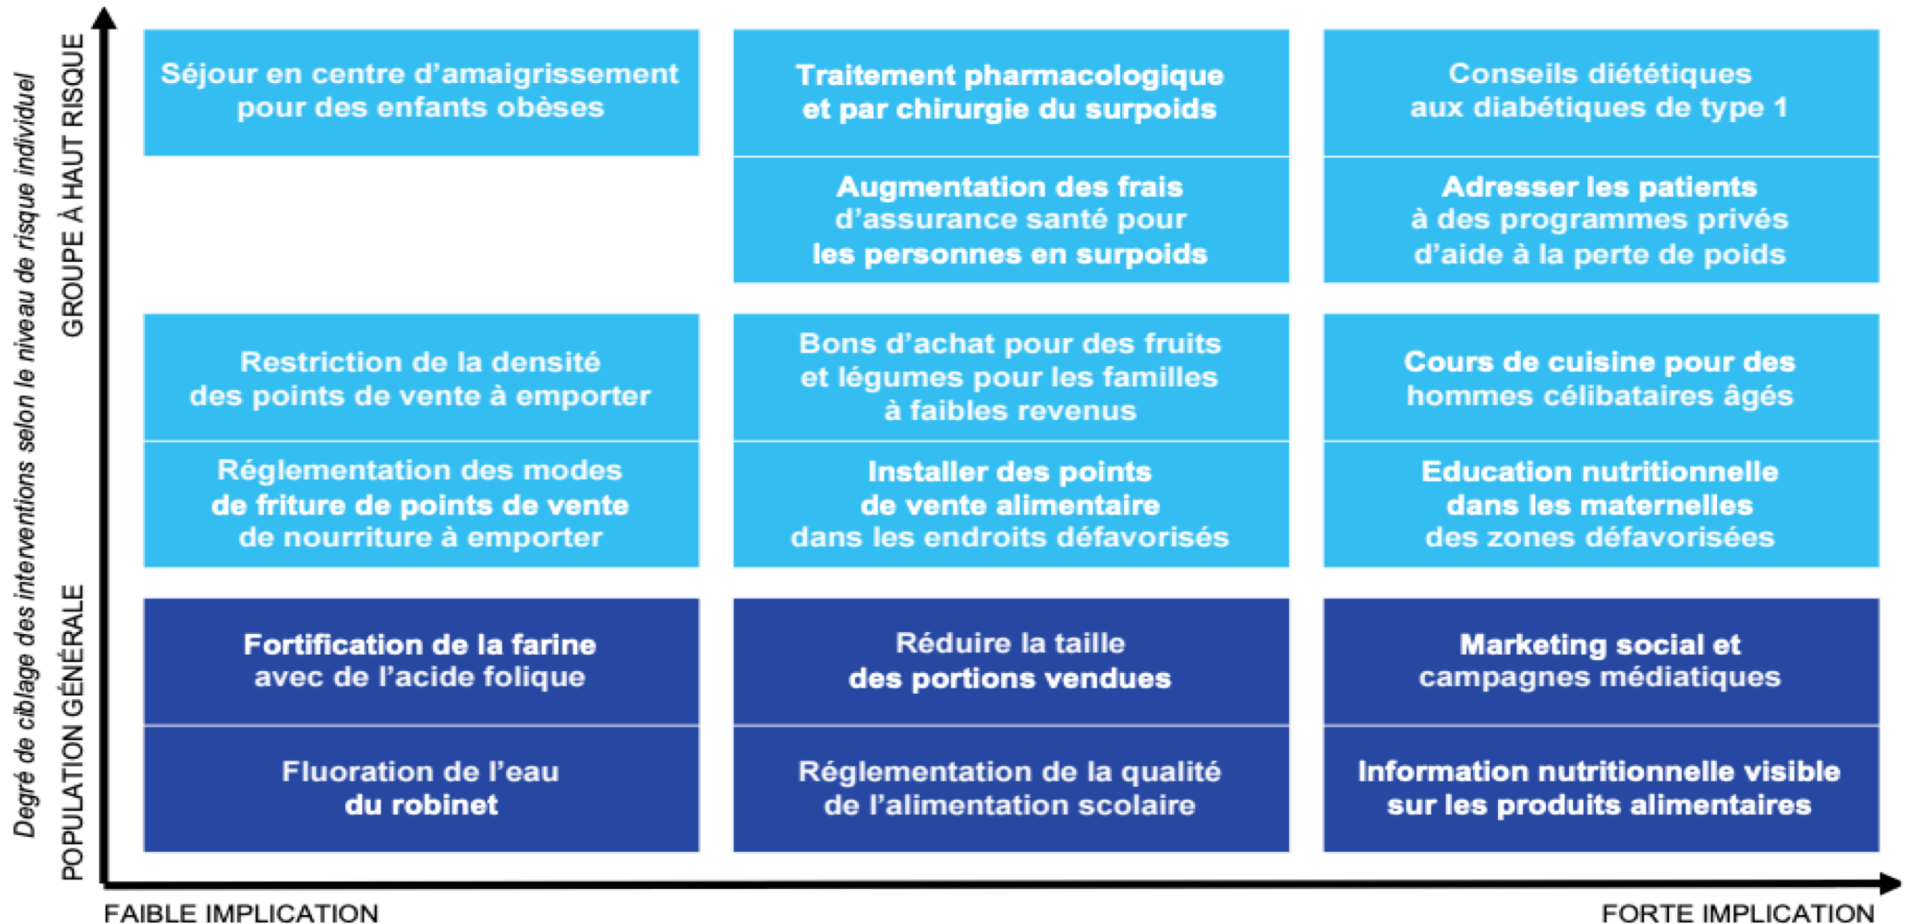 Degré de ciblage des interventions selon le niveau de risque individuel
GROUPE À HAUT RISQUE
POPULATION GÉNÉRALE
Séjour en centre d'amaigrissement
pour des enfants obèses
Traitement pharmacologique
et par chirurgie du surpoids
Conseils diététiques
aux diabétiques de type 1
Augmentation des frais
d'assurance santé pour
les personnes en surpoids
Adresser les patients
à des programmes privés
d'aide à la perte de poids
Restriction de la densité
des points de vente à emporter
Bons d'achat pour des fruits
et légumes pour les familles
à faibles revenus
Cours de cuisine pour des
hommes célibataires âgés
Réglementation des modes
de friture de points de vente
de nourriture à emporter
Installer des points
de vente alimentaire
dans les endroits défavorisés
Education nutritionnelle
dans les maternelles
des zones défavorisées
Fortification de la farine
avec de l'acide folique
Réduire la taille
des portions vendues
Marketing social et
campagnes médiatiques
Fluoration de l'eau
du robinet
Réglementation de la qualité
de l'alimentation scolaire
Information nutritionnelle visible
sur les produits alimentaires
FAIBLE IMPLICATION
FORTE IMPLICATION